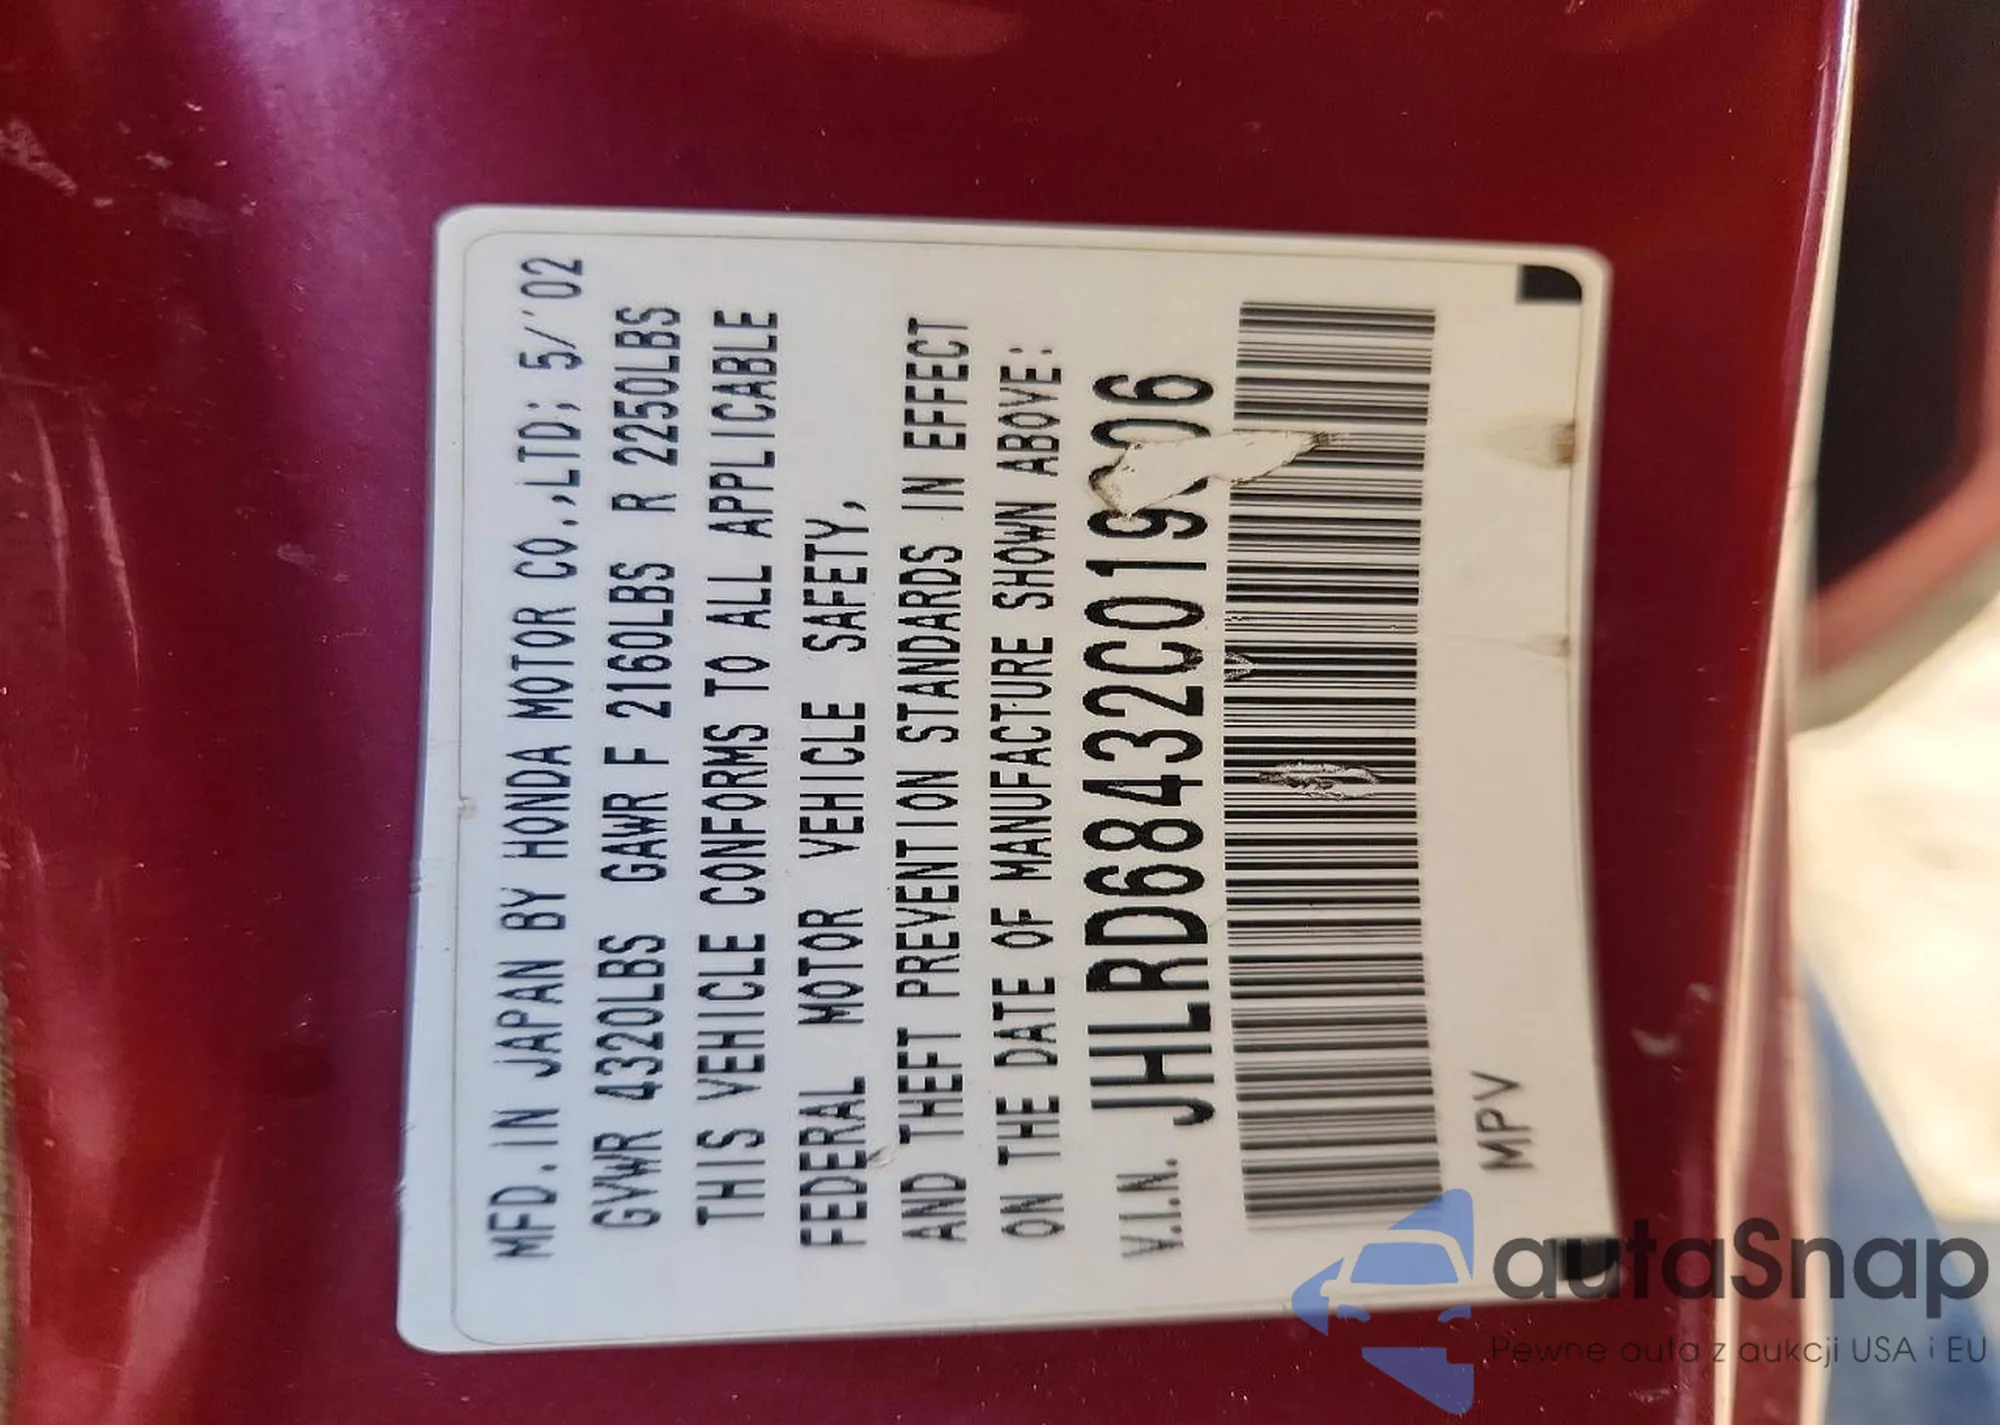 MFD. IN JAPAN BY HONDA MOTOR CO.,LTD; 5/'02
GVWR 4320LBS GAWR F 2160LBS R 2250LBS
THIS VEHICLE CONFORMS TO ALL APPLICABLE
FEDERAL MOTOR VEHICLE SAFETY,
AND THEFT PREVENTION STANDARDS IN EFFECT
ON THE DATE OF MANUFACTURE SHOWN ABOVE:
V.I.N.
MPV
autaSnap
Pewne auta z aukcji USA i EU